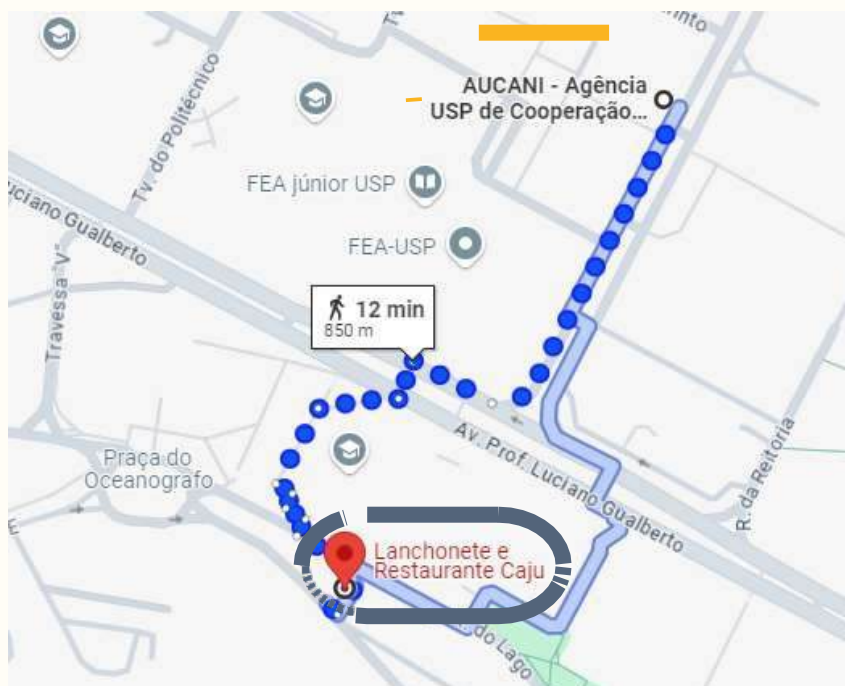 Tv. do Politécnico
AUCANI - Agência
USP de Cooperação...
FEA júnior USP
FEA-USP
Luciano Gualberto
Travessa "V"
12 min
850 m
Av. Prof. Luciano Gualberto
R. da Reitoria
Praça do
Oceanografo
Lanchonete e
Restaurante Caju
do Lago